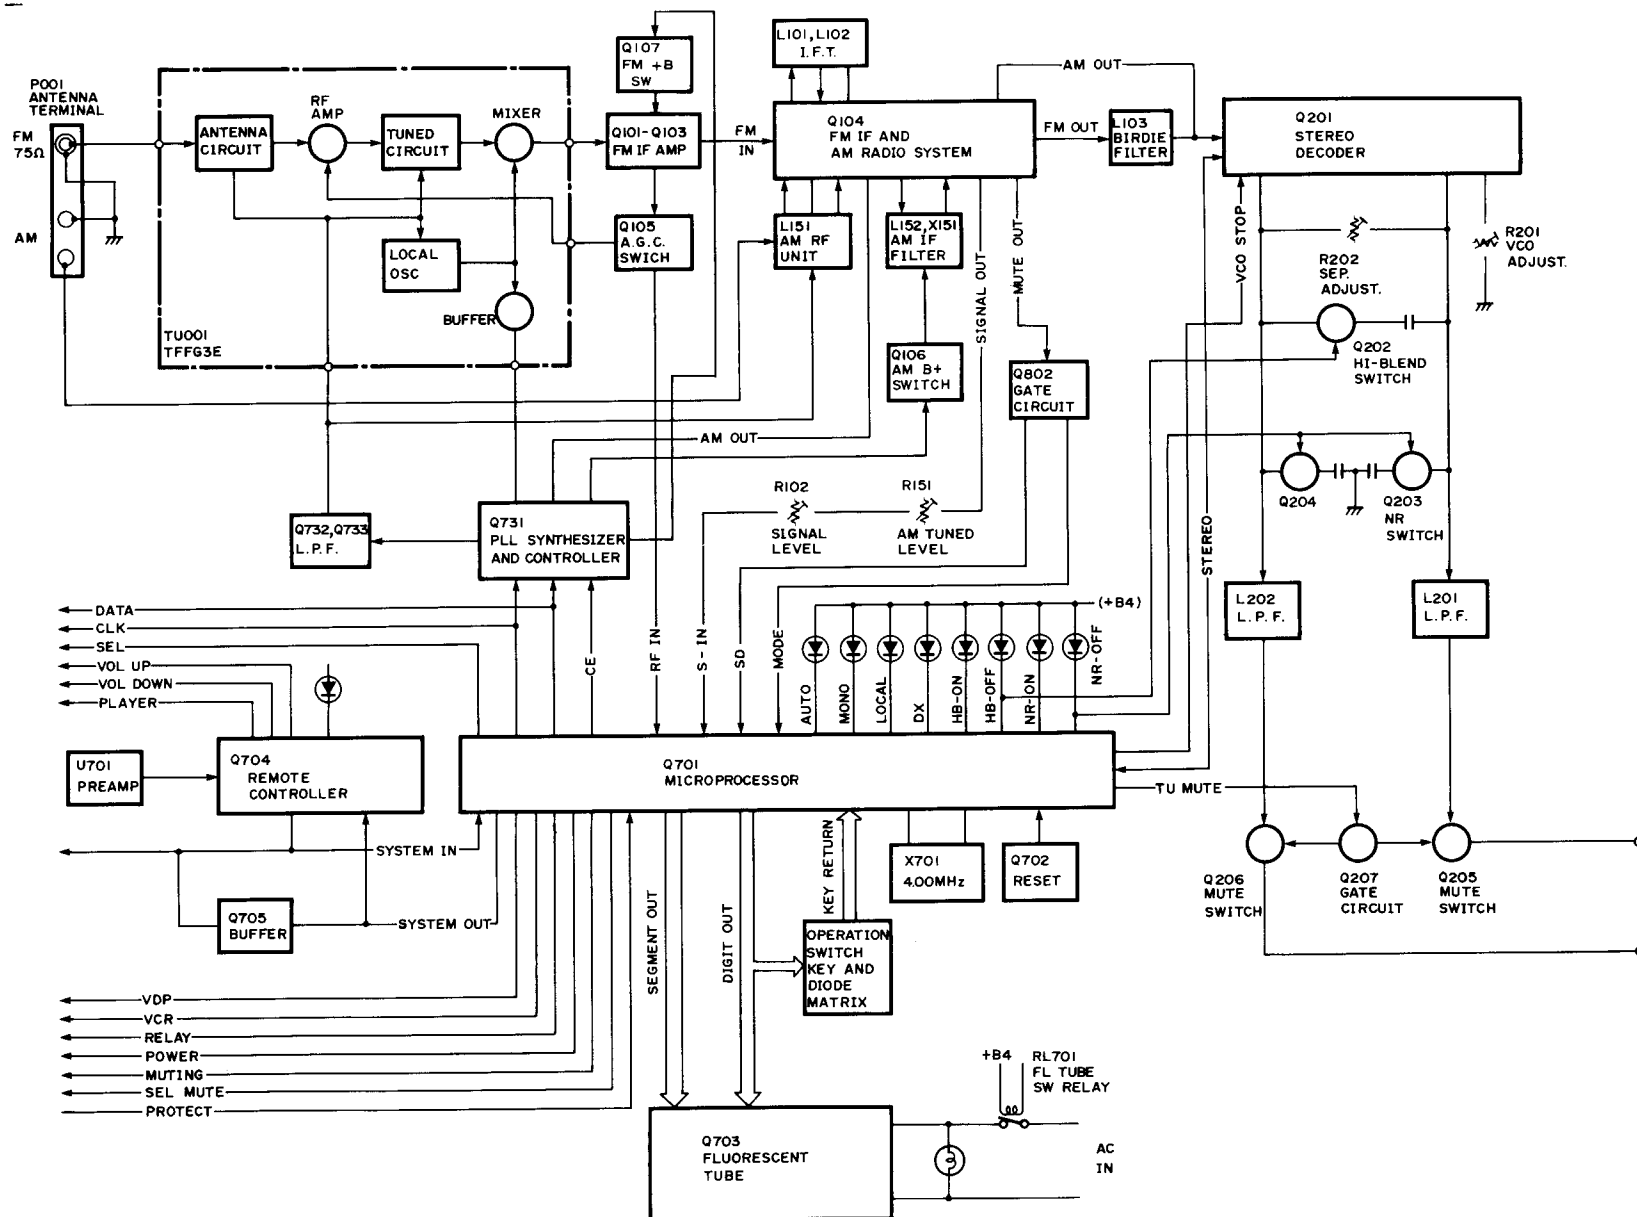 P001
ANTENNA
TERMINAL
FM
75Ω
AM
ANTENNA
CIRCUIT
RF
AMP
TUNED
CIRCUIT
MIXER
LOCAL
OSC
BUFFER
TU001
TFFG3E
Q107
FM +B
SW
Q101-Q103
FM IF AMP
Q105
A.G.C.
SWICH
FM
IN
L101, L102
I.F.T.
Q104
FM IF AND
AM RADIO SYSTEM
AM OUT
FM OUT
L103
BIRDIE
FILTER
Q201
STEREO
DECODER
L151
AM RF
UNIT
L152, X151
AM IF
FILTER
SIGNAL OUT
MUTE OUT
Q106
AM B+
SWITCH
Q802
GATE
CIRCUIT
VCO STOP
R202
SEP.
ADJUST.
R201
VCO
ADJUST.
Q202
HI-BLEND
SWITCH
Q204
Q203
NR
SWITCH
STEREO
L202
L.P.F.
L201
L.P.F.
AM OUT
Q732, Q733
L.P.F.
Q731
PLL SYNTHESIZER
AND CONTROLLER
R102
SIGNAL
LEVEL
R151
AM TUNED
LEVEL
DATA
CLK
SEL
VOL UP
VOL DOWN
PLAYER
CE
RF IN
S-IN
SD
MODE
(+B4)
AUTO
MONO
LOCAL
DX
HB-ON
HB-OFF
NR-ON
NR-OFF
U701
PREAMP
Q704
REMOTE
CONTROLLER
Q701
MICROPROCESSOR
TU MUTE
SYSTEM IN
SYSTEM OUT
Q705
BUFFER
KEY RETURN
X701
4.00MHz
Q702
RESET
Q206
MUTE
SWITCH
Q207
GATE
CIRCUIT
Q205
MUTE
SWITCH
SEGMENT OUT
DIGIT OUT
OPERATION
SWITCH
KEY AND
DIODE
MATRIX
VDP
VCR
RELAY
POWER
MUTING
SEL MUTE
PROTECT
+B4
RL701
FL TUBE
SW RELAY
Q703
FLUORESCENT
TUBE
AC
IN